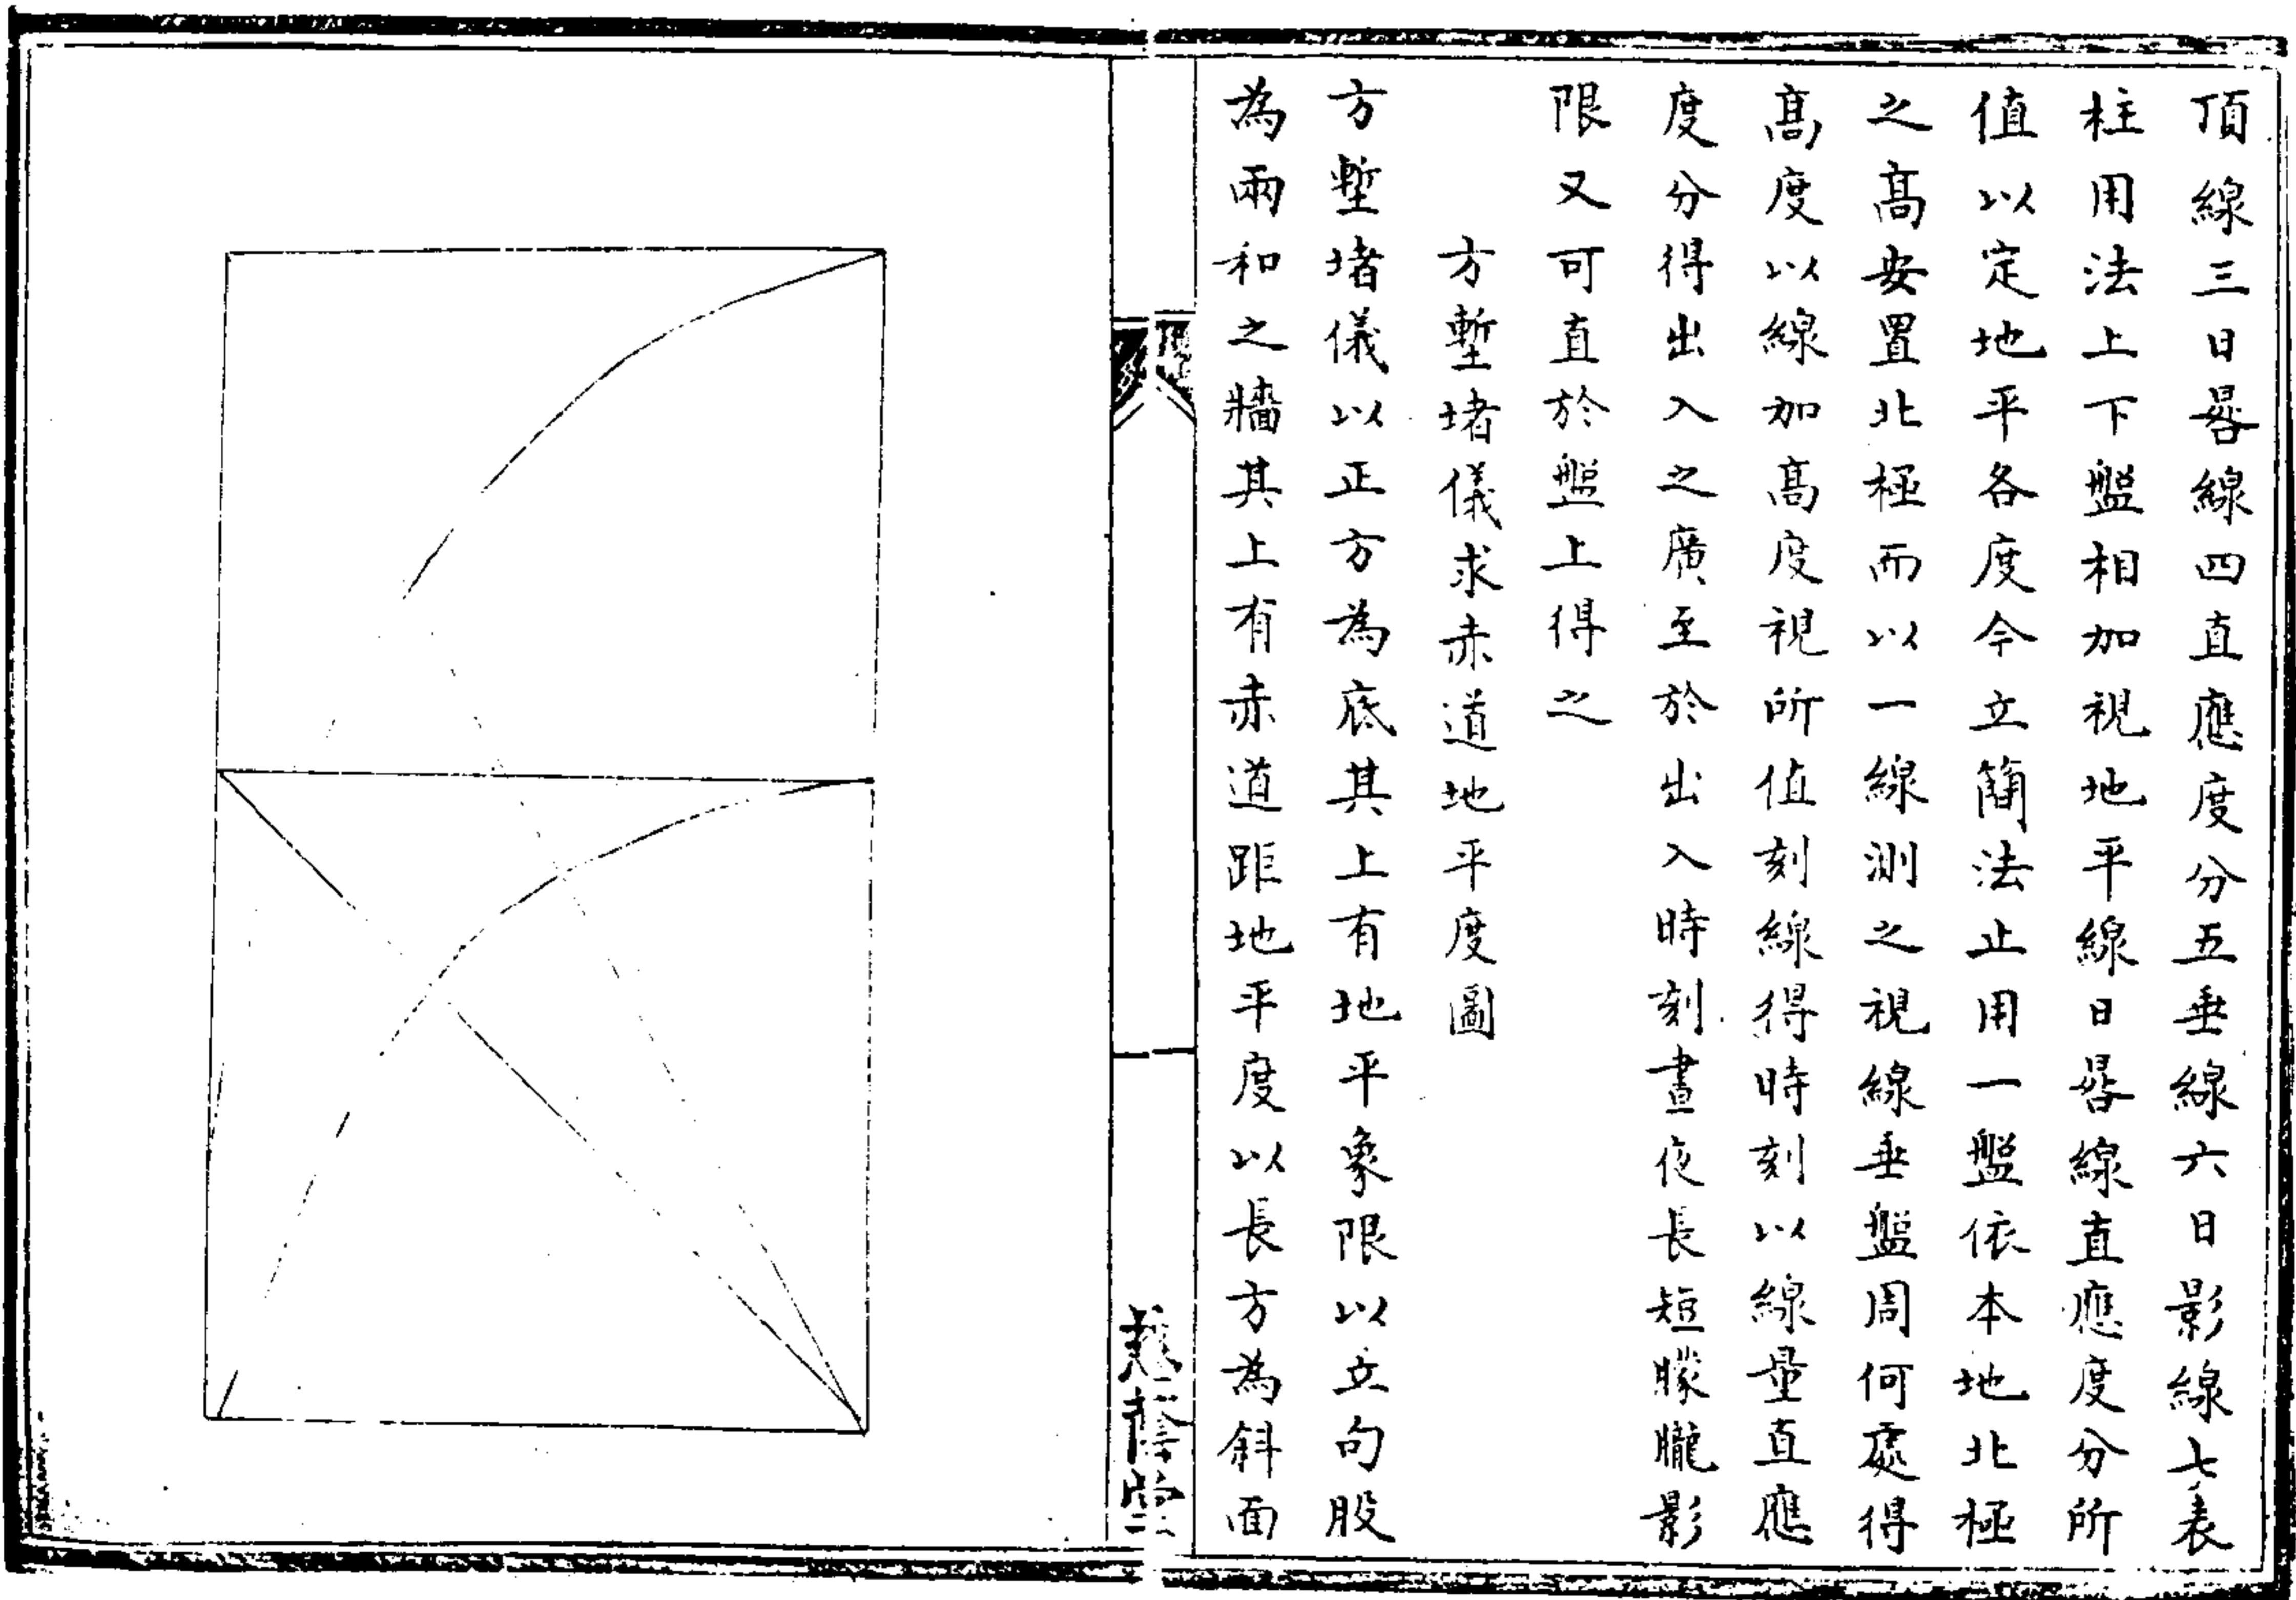 頂線三日晷線四直應度分五垂線六日影線七表
柱用法上下盤相加視地平線日晷線直應度分所
值以定地平各度今立簡法止用一盤依本地北極
之髙安置北極而以一線測之視線垂盤周何處得
髙度以線加髙度視所值刻線得時刻以線量直應
度分得出入之廣至於出入時刻晝夜長短朦朧影
限又可直於盤上得之
方塹堵儀求赤道地平度圖
方塹堵儀以正方為底其上有地平象限以立句股
為兩和之牆其上有赤道距地平度以長方為斜面